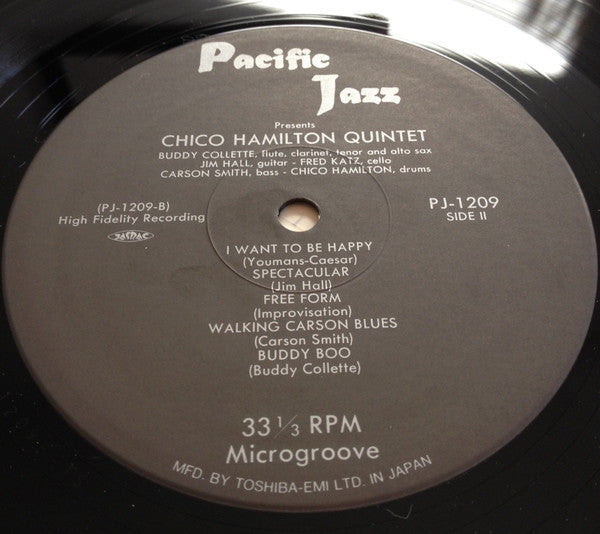 Pacific
Jazz
Presents
CHICO HAMILTON QUINTET
BUDDY COLLETTE, flute, clarinet, tenor and alto sax
JIM HALL, guitar - FRED KATZ, cello
CARSON SMITH, bass - CHICO HAMILTON, drums
(PJ-1209-B)
High Fidelity Recording
PJ-1209
SIDE II
I WANT TO BE HAPPY
(Youmans-Caesar)
SPECTACULAR
(Jim Hall)
FREE FORM
(Improvisation)
WALKING CARSON BLUES
(Carson Smith)
BUDDY BOO
(Buddy Collette)
33 1/3 RPM
Microgroove
MFD. BY TOSHIBA-EMI LTD. IN JAPAN